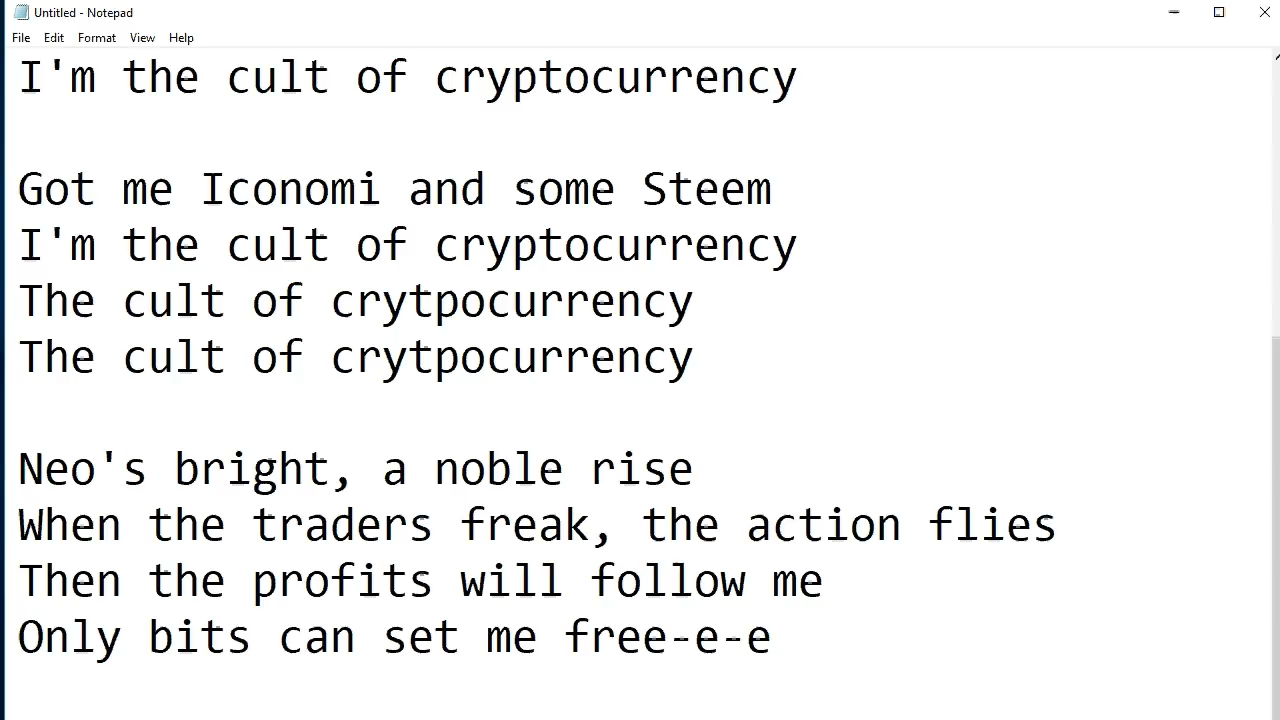 Untitled - Notepad
File Edit Format View Help
I'm the cult of cryptocurrency
Got me Iconomi and some Steem
I'm the cult of cryptocurrency
The cult of crytpocurrency
The cult of crytpocurrency
Neo's bright, a noble rise
When the traders freak, the action flies
Then the profits will follow me
Only bits can set me free-e-e